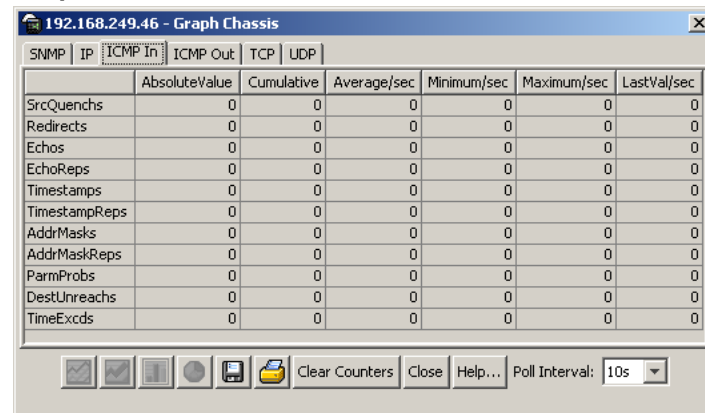 192.168.249.46 - Graph Chassis
SNMP IP ICMP In ICMP Out TCP UDP
AbsoluteValue Cumulative Average/sec Minimum/sec Maximum/sec LastVal/sec
SrcQuenchs 0 0 0 0 0 0
Redirects 0 0 0 0 0 0
Echos 0 0 0 0 0 0
EchoReps 0 0 0 0 0 0
Timestamps 0 0 0 0 0 0
TimestampReps 0 0 0 0 0 0
AddrMasks 0 0 0 0 0 0
AddrMaskReps 0 0 0 0 0 0
ParmProbs 0 0 0 0 0 0
DestUnreachs 0 0 0 0 0 0
TimeExcds 0 0 0 0 0 0
Clear Counters Close Help... Poll Interval: 10s